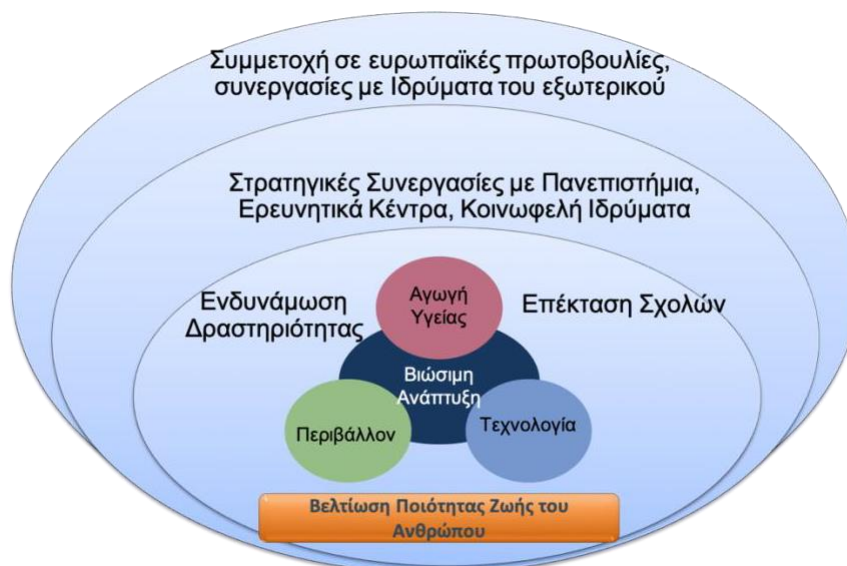 Συμμετοχή σε ευρωπαϊκές πρωτοβουλίες,
συνεργασίες με Ιδρύματα του εξωτερικού
Στρατηγικές Συνεργασίες με Πανεπιστήμια,
Ερευνητικά Κέντρα, Κοινωφελή Ιδρύματα
Ενδυνάμωση
Δραστηριότητας
Αγωγή
Υγείας
Επέκταση Σχολών
Βιώσιμη
Ανάπτυξη
Περιβάλλον
Τεχνολογία
Βελτίωση Ποιότητας Ζωής του
Ανθρώπου